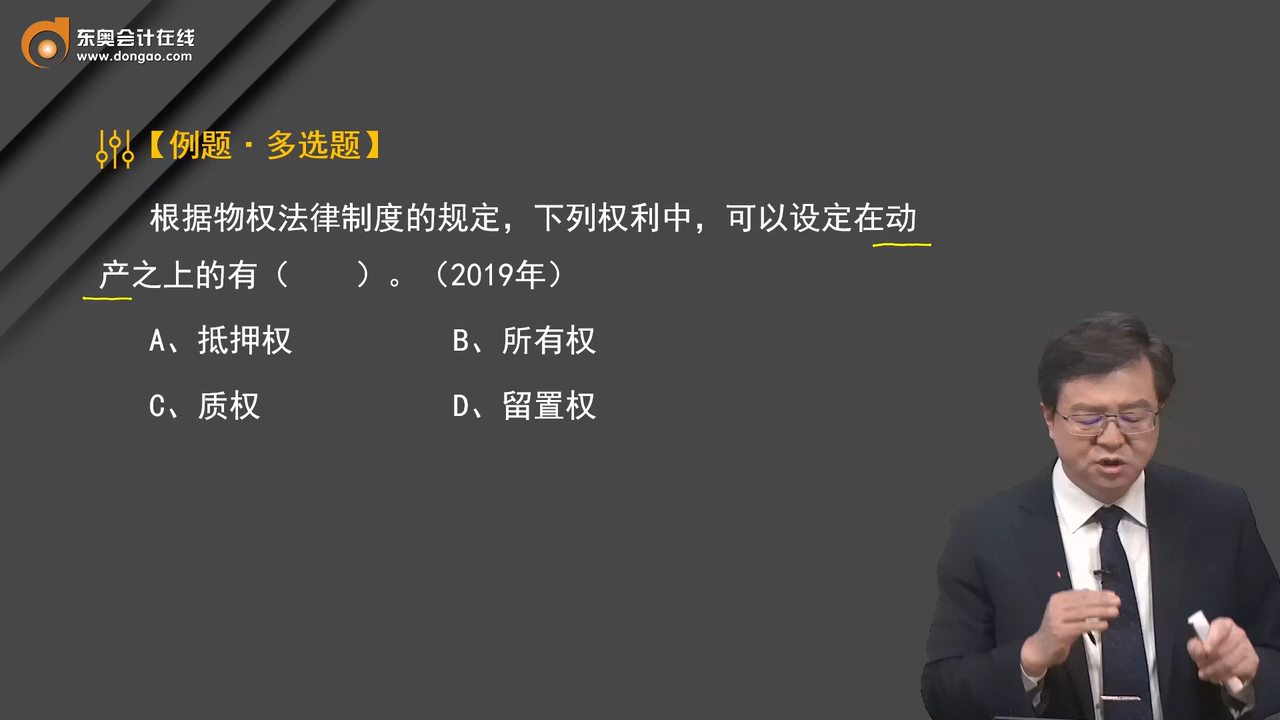 东奥会计在线
www.dongao.com
【例题·多选题】
根据物权法律制度的规定，下列权利中，可以设定在动
产之上的有（    ）。（2019年）
A、抵押权 B、所有权
C、质权 D、留置权